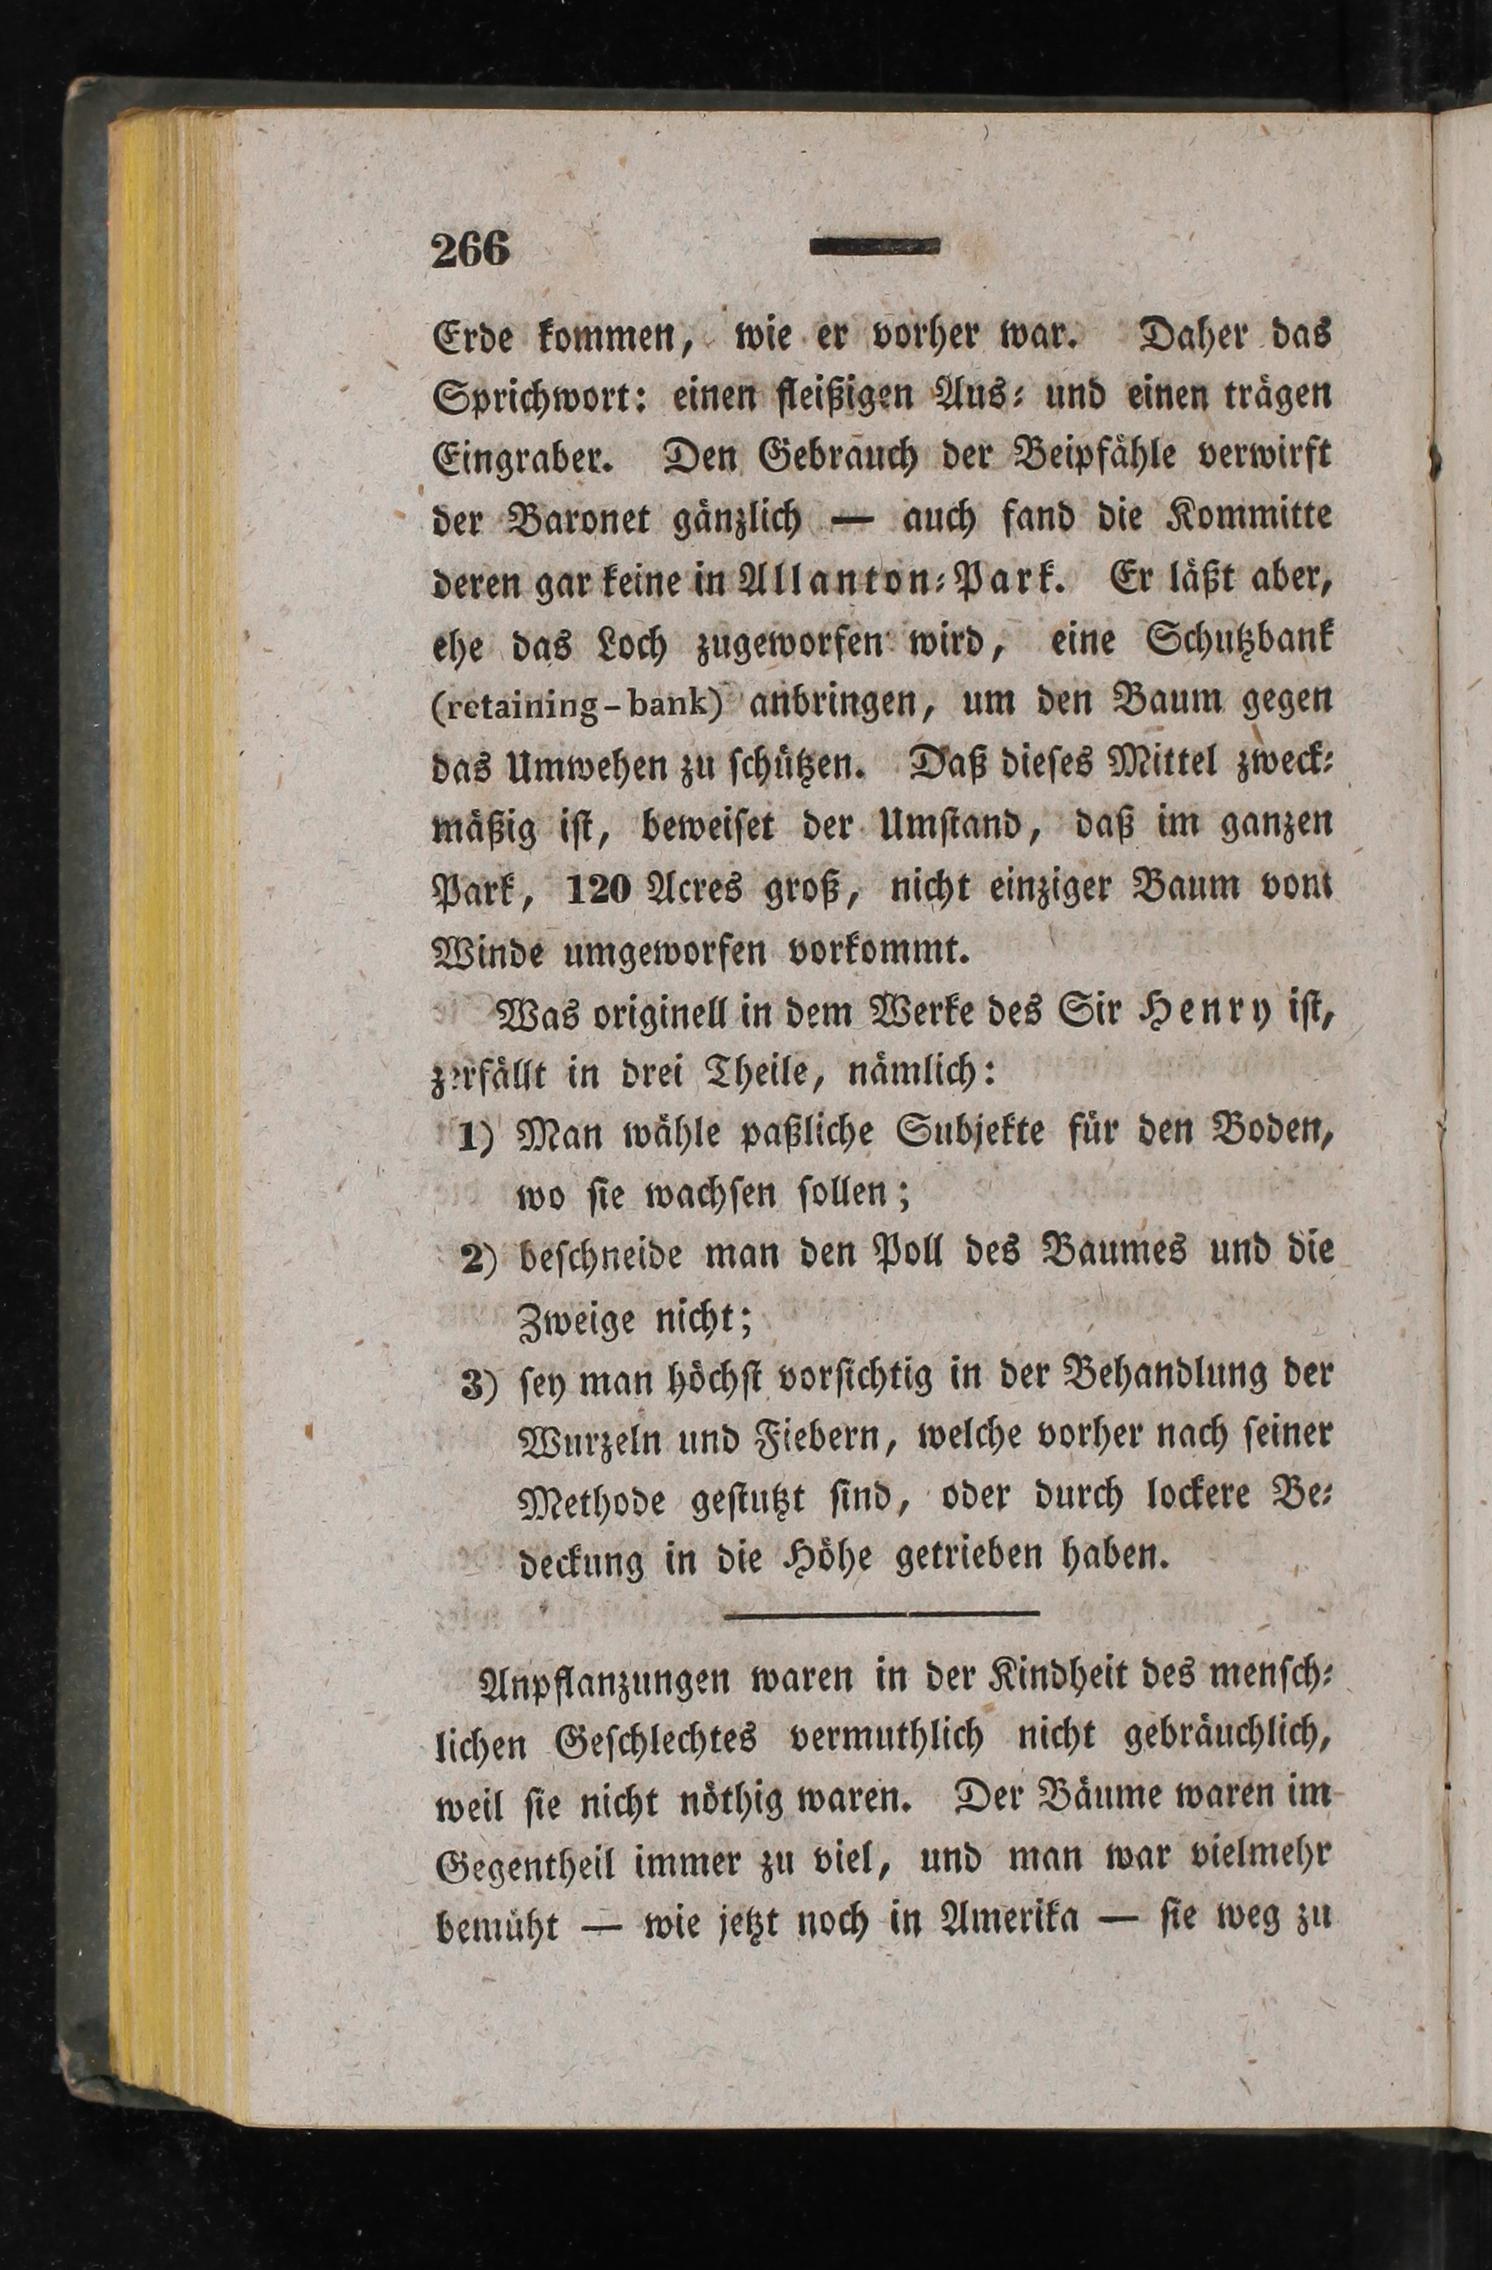 266
Erde kommen, wie er vorher war. Daher das
Sprichwort: einen fleißigen Aus- und einen trägen
Eingraber. Den Gebrauch der Beipfähle verwirft
der Baronet gänzlich — auch fand die Kommitte
deren gar keine in Allanton-Park. Er läßt aber,
ehe das Loch zugeworfen wird, eine Schutzbank
(retaining-bank) anbringen, um den Baum gegen
das Umwehen zu schützen. Daß dieses Mittel zweck-
mäßig ist, beweiset der Umstand, daß im ganzen
Park, 120 Acres groß, nicht einziger Baum vom
Winde umgeworfen vorkommt.
Was originell in dem Werke des Sir Henry ist,
zerfällt in drei Theile, nämlich:
1) Man wähle paßliche Subjekte für den Boden,
wo sie wachsen sollen;
2) beschneide man den Poll des Baumes und die
Zweige nicht;
3) sey man höchst vorsichtig in der Behandlung der
Wurzeln und Fiebern, welche vorher nach seiner
Methode gestutzt sind, oder durch lockere Be-
deckung in die Höhe getrieben haben.
Anpflanzungen waren in der Kindheit des mensch-
lichen Geschlechtes vermuthlich nicht gebräuchlich,
weil sie nicht nöthig waren. Der Bäume waren im
Gegentheil immer zu viel, und man war vielmehr
bemüht — wie jetzt noch in Amerika — sie weg zu